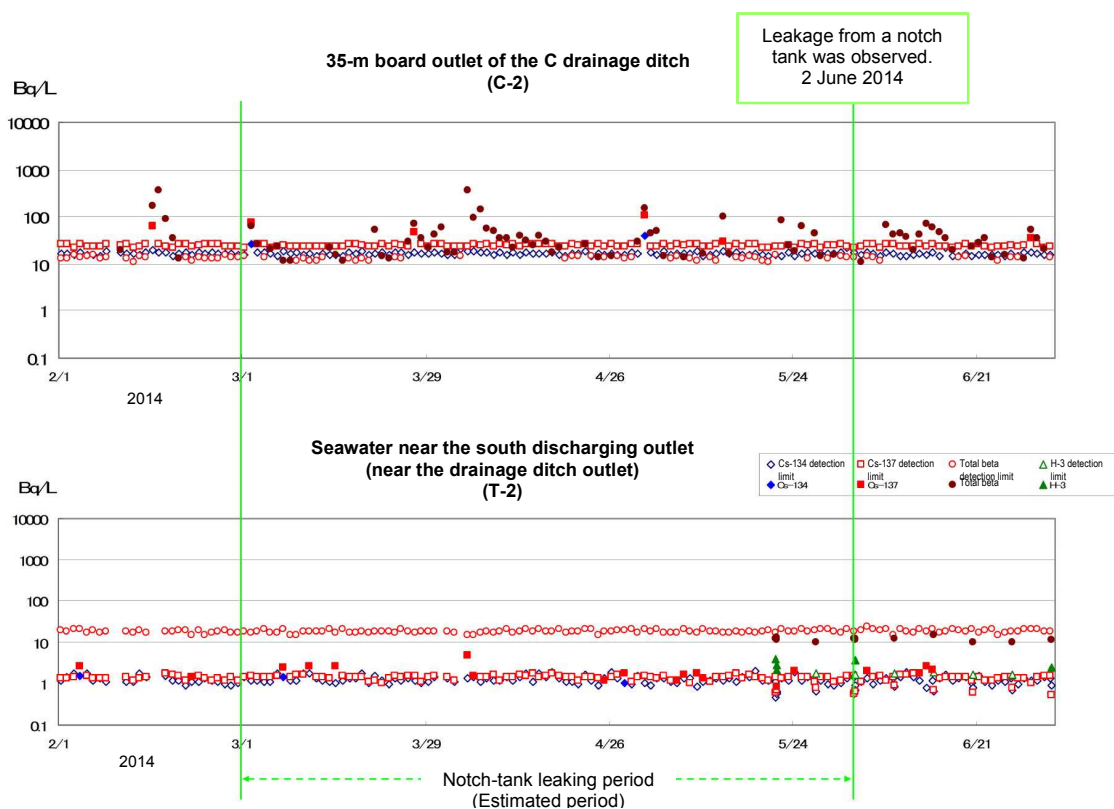 Leakage from a notch
tank was observed.
2 June 2014
35-m board outlet of the C drainage ditch
(C-2)
Bq/L
10000
1000
100
10
1
0.1
2/1
3/1
3/29
4/26
5/24
6/21
2014
Seawater near the south discharging outlet
(near the drainage ditch outlet)
(T-2)
Cs-134 detection limit
Cs-137 detection limit
Total beta detection limit
H-3 detection limit
Cs-134
Cs-137
Total beta
H-3
Bq/L
10000
1000
100
10
1
0.1
2/1
3/1
3/29
4/26
5/24
6/21
2014
Notch-tank leaking period
(Estimated period)